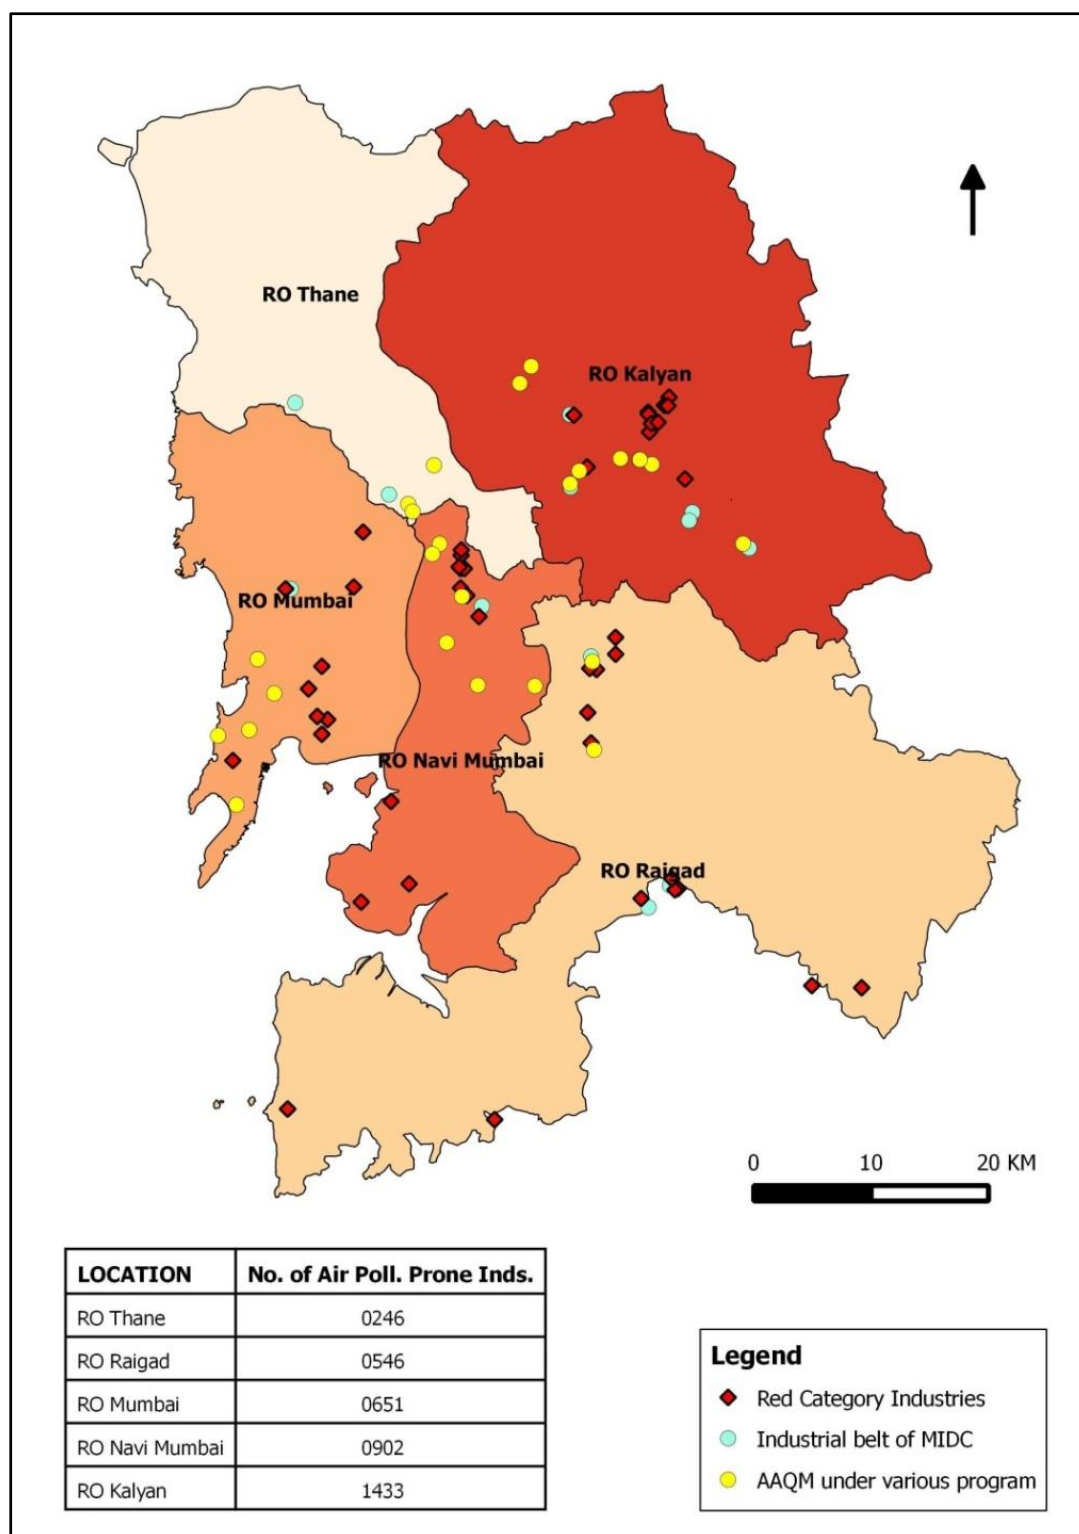 RO Thane
RO Kalyan
RO Mumbai
RO Navi Mumbai
RO Raigad
0 10 20 KM
LOCATION No. of Air Poll. Prone Inds.
RO Thane 0246
RO Raigad 0546
RO Mumbai 0651
RO Navi Mumbai 0902
RO Kalyan 1433
Legend
Red Category Industries
Industrial belt of MIDC
AAQM under various program